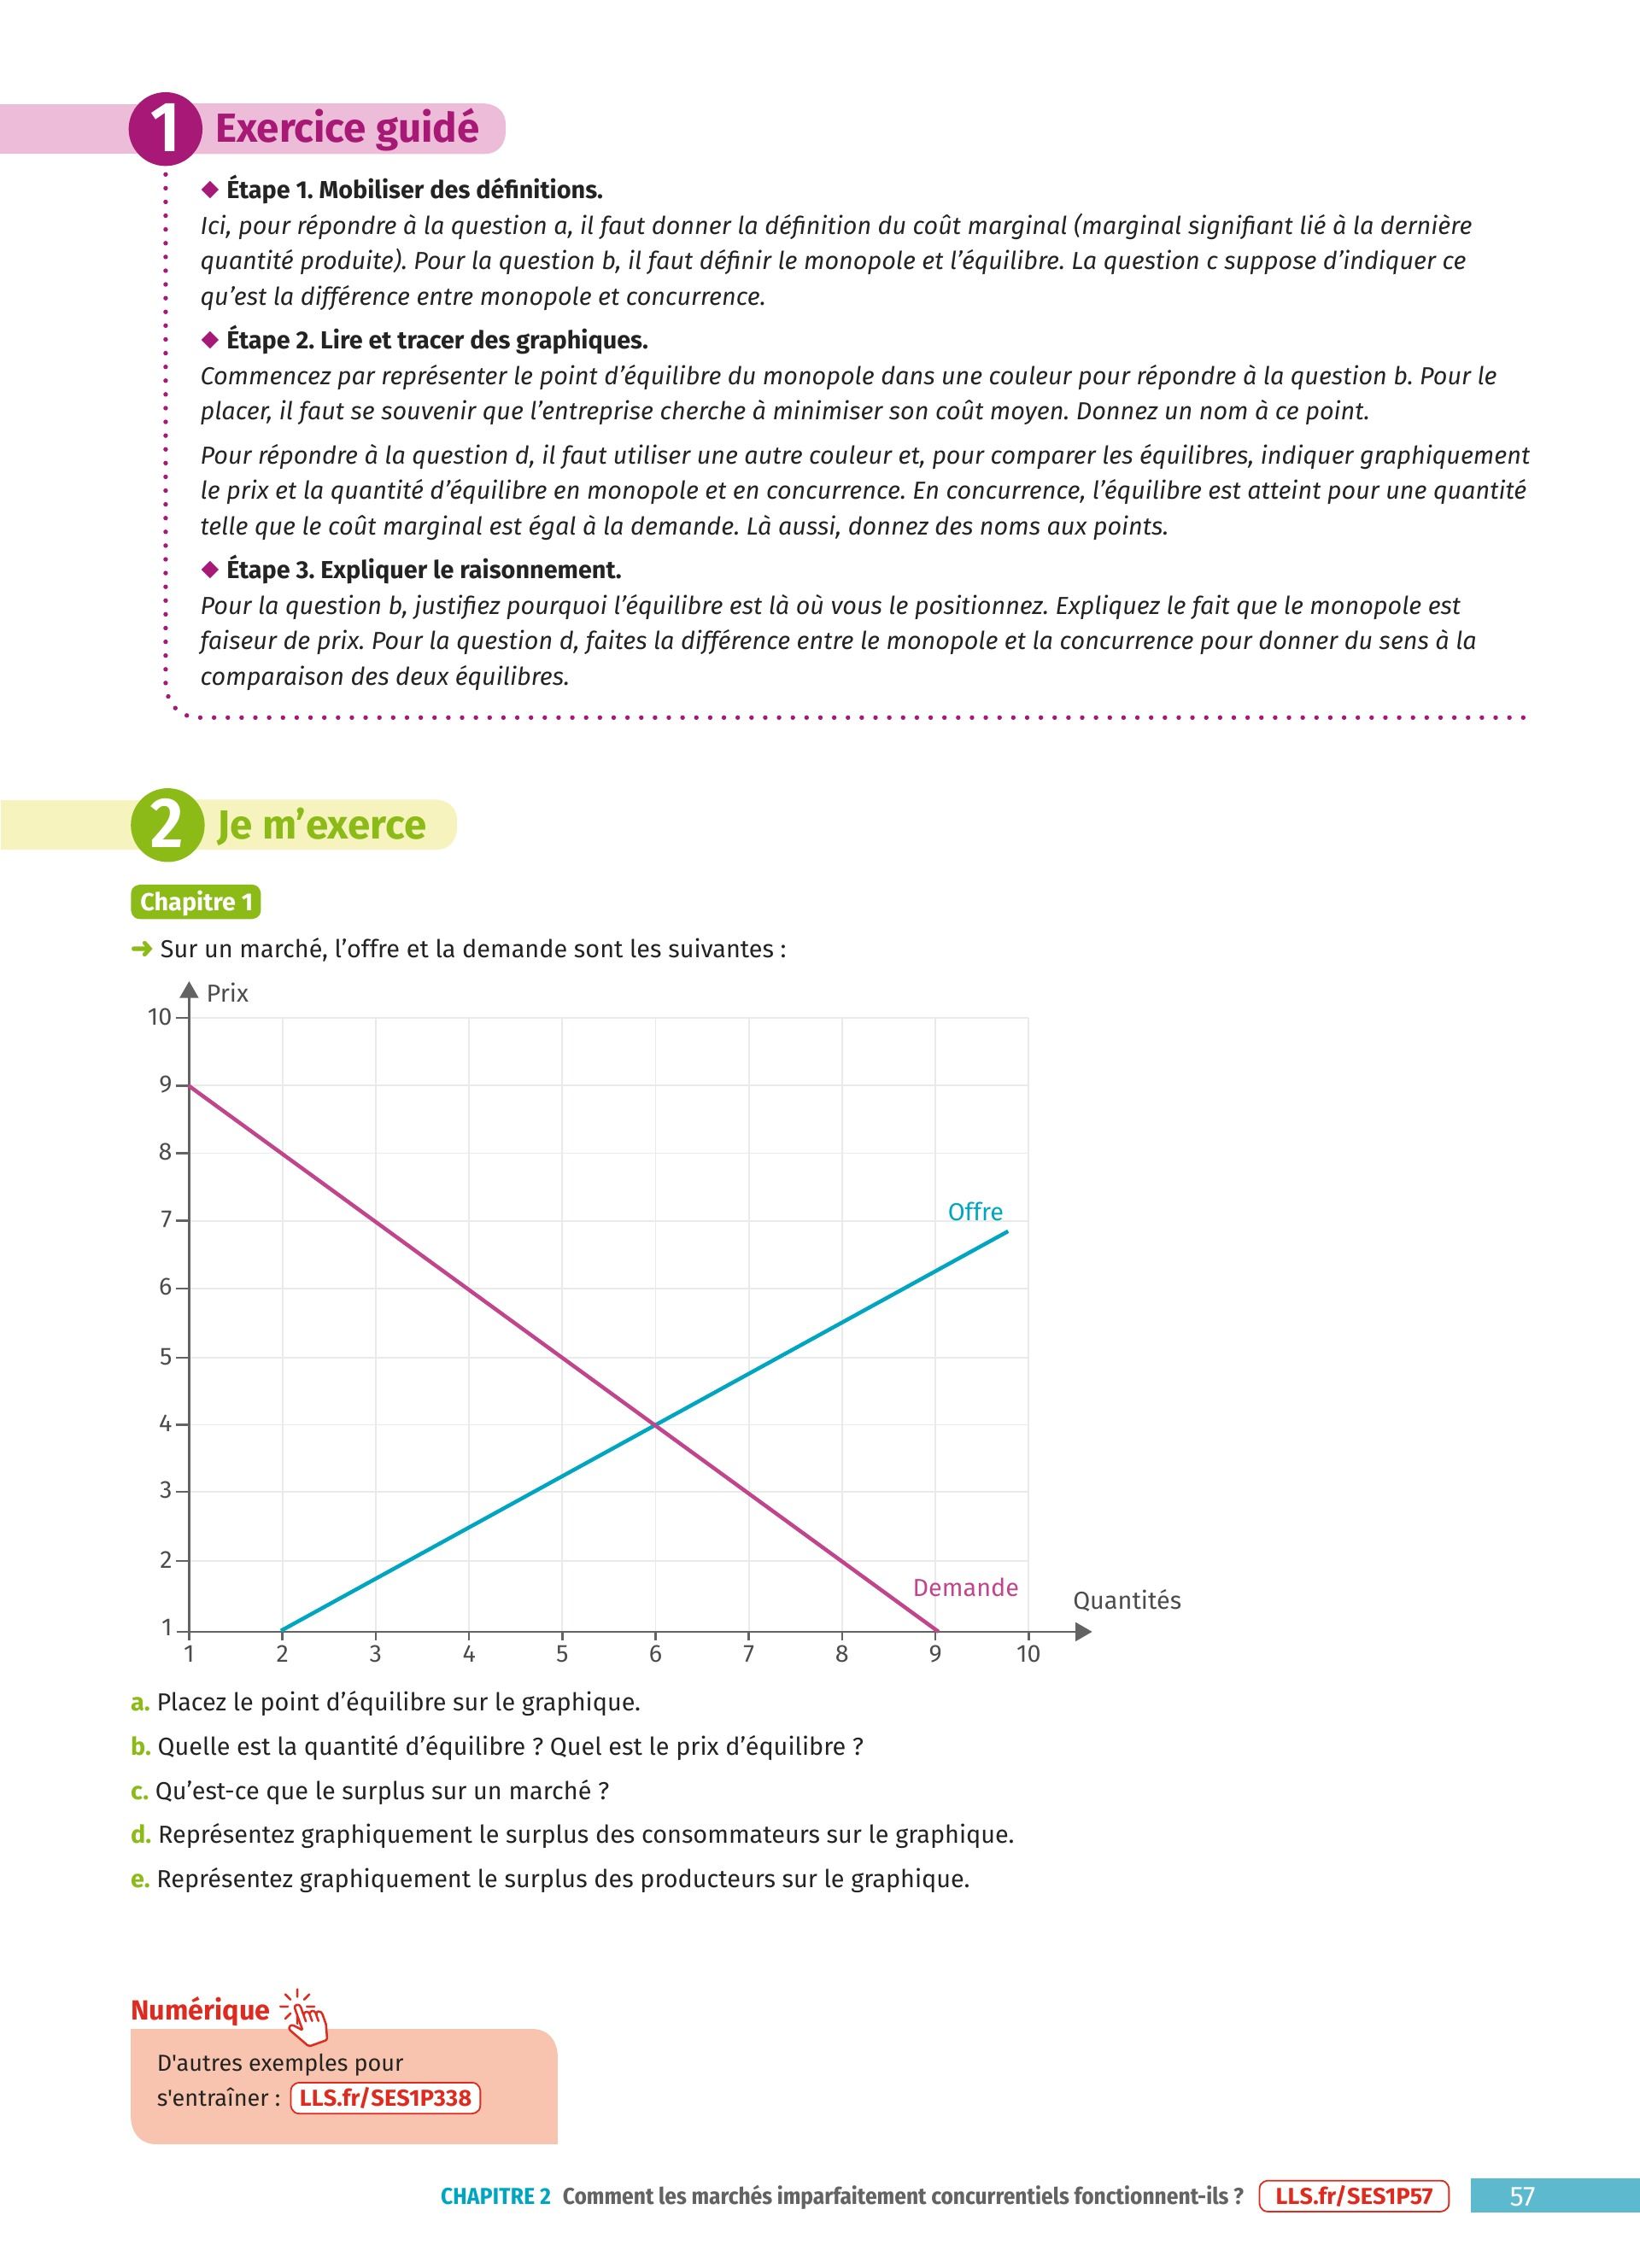 1 Exercice guidé
◆ Étape 1. Mobiliser des définitions.
Ici, pour répondre à la question a, il faut donner la définition du coût marginal (marginal signifiant lié à la dernière
quantité produite). Pour la question b, il faut définir le monopole et l’équilibre. La question c suppose d’indiquer ce
qu’est la différence entre monopole et concurrence.
◆ Étape 2. Lire et tracer des graphiques.
Commencez par représenter le point d’équilibre du monopole dans une couleur pour répondre à la question b. Pour le
placer, il faut se souvenir que l’entreprise cherche à minimiser son coût moyen. Donnez un nom à ce point.
Pour répondre à la question d, il faut utiliser une autre couleur et, pour comparer les équilibres, indiquer graphiquement
le prix et la quantité d’équilibre en monopole et en concurrence. En concurrence, l’équilibre est atteint pour une quantité
telle que le coût marginal est égal à la demande. Là aussi, donnez des noms aux points.
◆ Étape 3. Expliquer le raisonnement.
Pour la question b, justifiez pourquoi l’équilibre est là où vous le positionnez. Expliquez le fait que le monopole est
faiseur de prix. Pour la question d, faites la différence entre le monopole et la concurrence pour donner du sens à la
comparaison des deux équilibres.
2 Je m’exerce
Chapitre 1
➜ Sur un marché, l’offre et la demande sont les suivantes :
Prix
10
9
8
7
6
5
4
3
2
1
Offre
Demande
Quantités
1 2 3 4 5 6 7 8 9 10
a. Placez le point d’équilibre sur le graphique.
b. Quelle est la quantité d’équilibre ? Quel est le prix d’équilibre ?
c. Qu’est-ce que le surplus sur un marché ?
d. Représentez graphiquement le surplus des consommateurs sur le graphique.
e. Représentez graphiquement le surplus des producteurs sur le graphique.
Numérique
D'autres exemples pour
s'entraîner : LLS.fr/SES1P338
CHAPITRE 2 Comment les marchés imparfaitement concurrentiels fonctionnent-ils ? LLS.fr/SES1P57 57